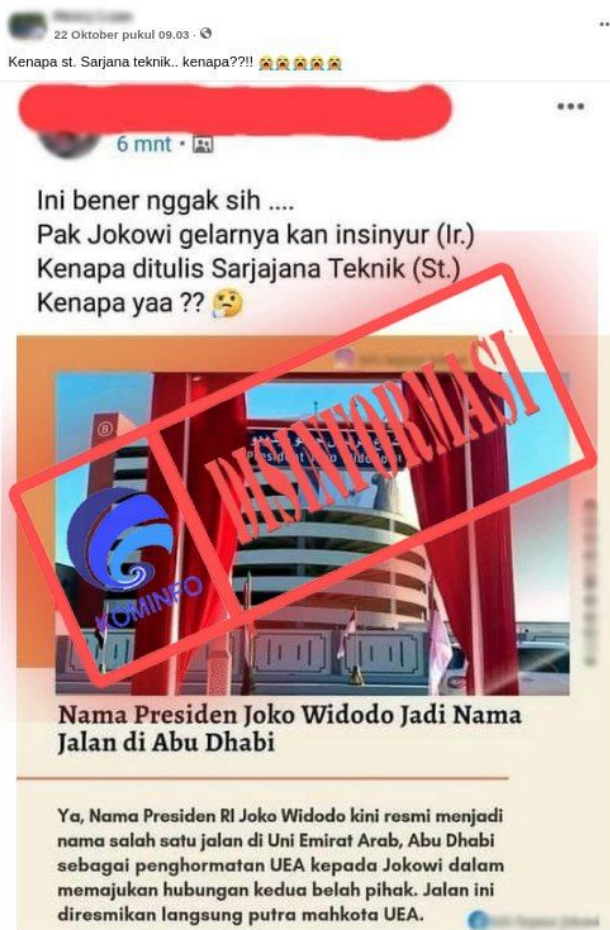 22 Oktober pukul 09.03 ·
Kenapa st. Sarjana teknik.. kenapa??!! 😭😭😭😭😭
6 mnt ·
Ini bener nggak sih ....
Pak Jokowi gelarnya kan insinyur (Ir.)
Kenapa ditulis Sarjajana Teknik (St.)
Kenapa yaa ?? 🤔
DISINFORMASI
KOMINFO
B
President
Nama Presiden Joko Widodo Jadi Nama
Jalan di Abu Dhabi
Ya, Nama Presiden RI Joko Widodo kini resmi menjadi
nama salah satu jalan di Uni Emirat Arab, Abu Dhabi
sebagai penghormatan UEA kepada Jokowi dalam
memajukan hubungan kedua belah pihak. Jalan ini
diresmikan langsung putra mahkota UEA.